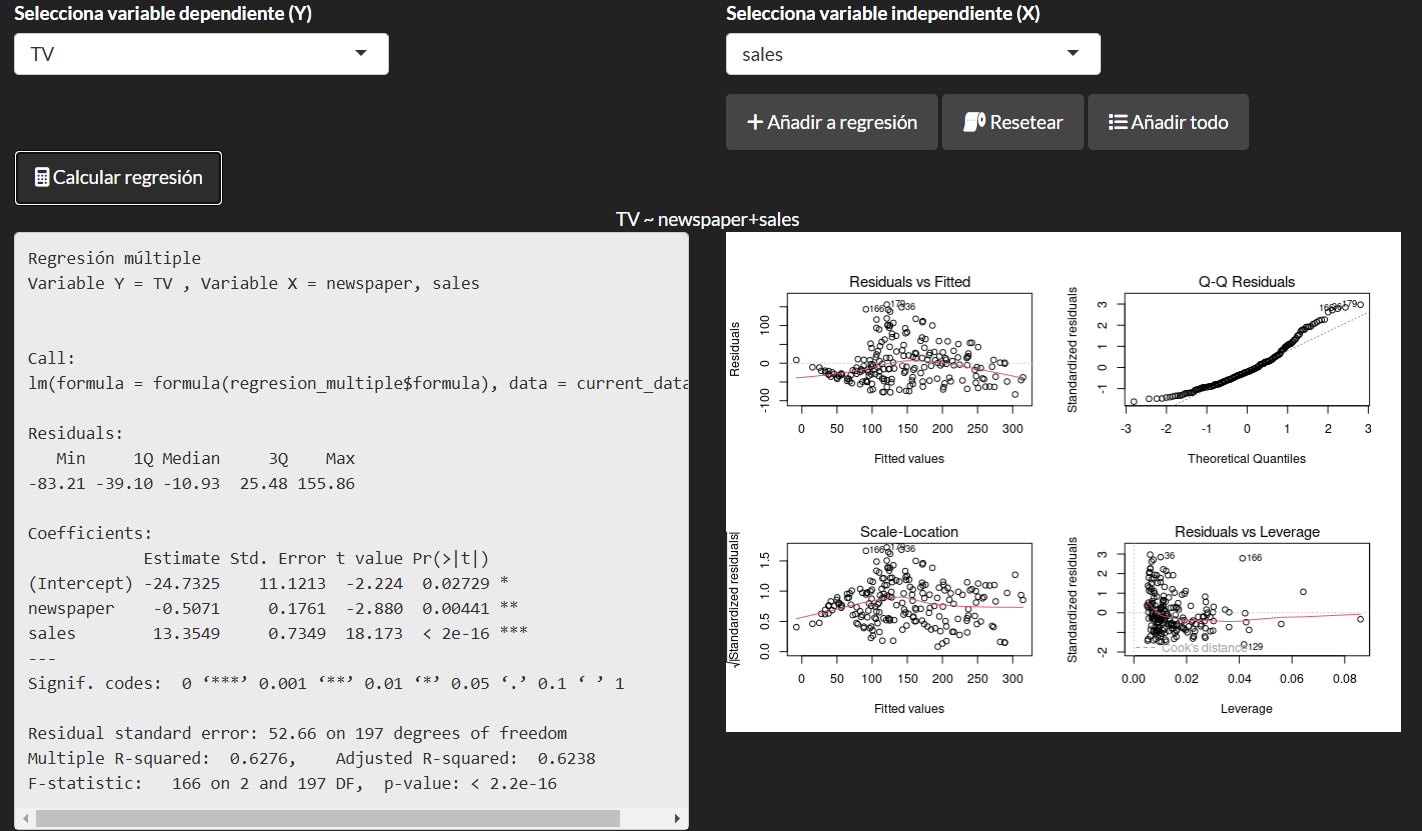 Selecciona variable dependiente (Y)
Selecciona variable independiente (X)
TV
sales
Añadir a regresión
Resetear
Añadir todo
Calcular regresión
TV ~ newspaper+sales
Regresión múltiple
Variable Y = TV , Variable X = newspaper, sales
Call:
lm(formula = formula(regresion_multiple$formula), data = current_data
Residuals:
Min 1Q Median 3Q Max
-83.21 -39.10 -10.93 25.48 155.86
Coefficients:
Estimate Std. Error t value Pr(>|t|)
(Intercept) -24.7325 11.1213 -2.224 0.02729 *
newspaper -0.5071 0.1761 -2.880 0.00441 **
sales 13.3549 0.7349 18.173 < 2e-16 ***
---
Signif. codes: 0 ‘***’ 0.001 ‘**’ 0.01 ‘*’ 0.05 ‘.’ 0.1 ‘ ’ 1
Residual standard error: 52.66 on 197 degrees of freedom
Multiple R-squared: 0.6276, Adjusted R-squared: 0.6238
F-statistic: 166 on 2 and 197 DF, p-value: < 2.2e-16
Residuals vs Fitted
Residuals
100
0
-100
166 179 36
0 50 100 150 200 250 300
Fitted values
Q-Q Residuals
Standardized residuals
3
2
1
0
-1
166 36 179
-3 -2 -1 0 1 2 3
Theoretical Quantiles
Scale-Location
√|Standardized residuals|
1.5
1.0
0.5
0.0
166 179 36
0 50 100 150 200 250 300
Fitted values
Residuals vs Leverage
Standardized residuals
3
2
1
0
-2
36
166
129
Cook's distance
0.00 0.02 0.04 0.06 0.08
Leverage